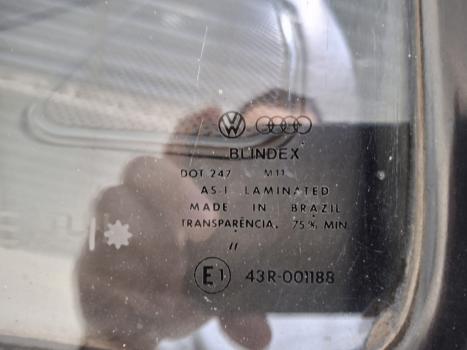 BLINDEX
DOT 247 M11
AS-1 LAMINATED
MADE IN BRAZIL
TRANSPARÊNCIA. 75% MIN
E1 43R-001188